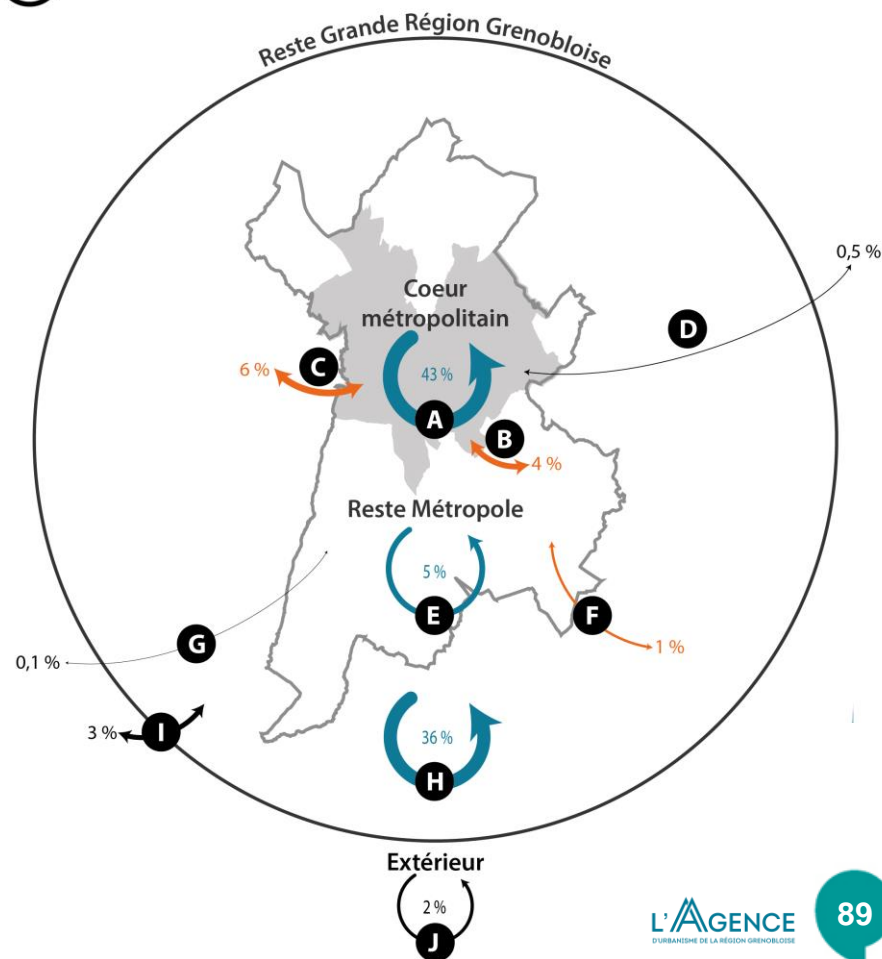 Reste Grande Région Grenobloise
0,5 %
D
Coeur
métropolitain
C
6 %
43 %
A
B
4 %
Reste Métropole
5 %
E
F
G
1 %
0,1 %
I
3 %
36 %
H
Extérieur
2 %
J
L'AGENCE
D'URBANISME DE LA RÉGION GRENOBLOISE
89